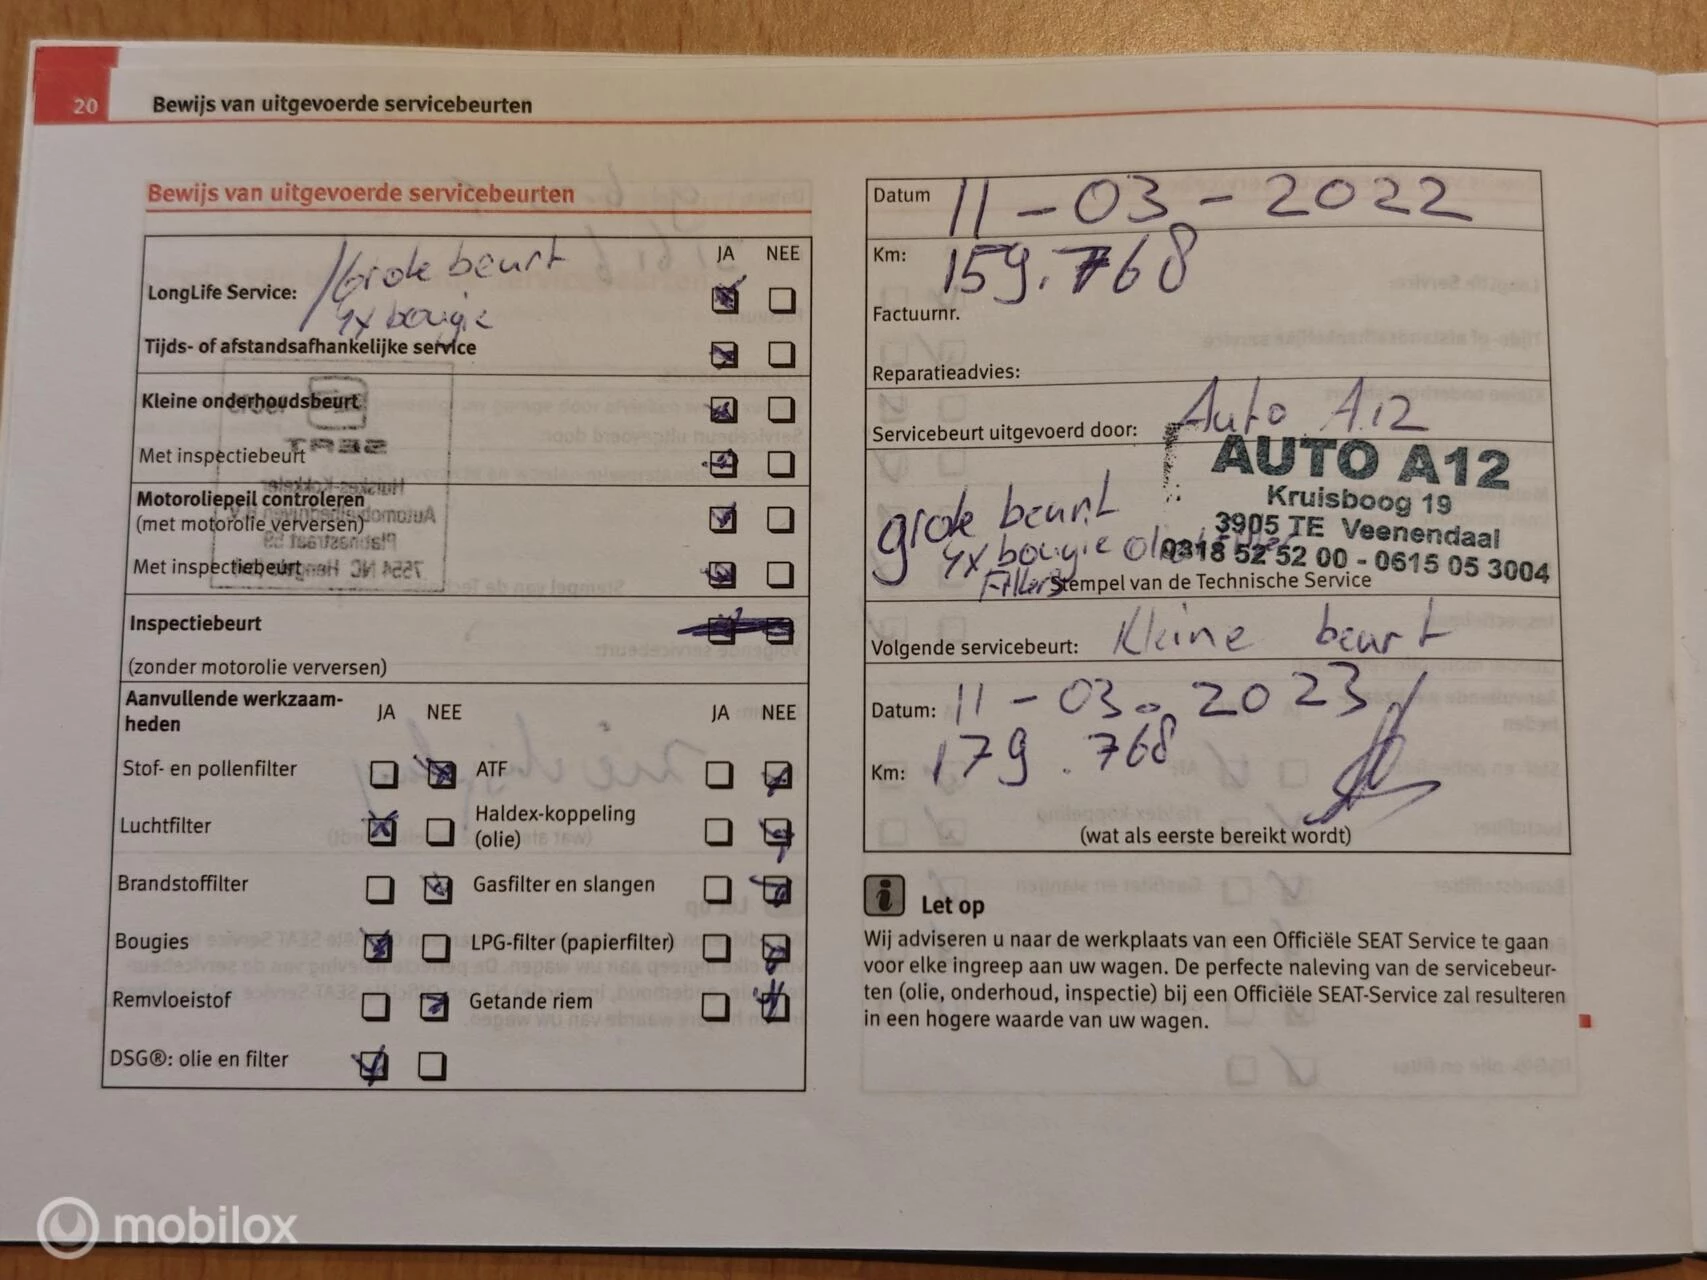 20 Bewijs van uitgevoerde servicebeurten
Bewijs van uitgevoerde servicebeurten
Grote beurt
JA NEE
LongLife Service:
4x bougie
Tijds- of afstandsafhankelijke service
Kleine onderhoudsbeurt
Met inspectiebeurt
Motoroliepeil controleren
(met motorolie verversen)
Met inspectiebeurt
Inspectiebeurt
(zonder motorolie verversen)
Aanvullende werkzaam-
heden
JA NEE JA NEE
Stof- en pollenfilter ATF
Luchtfilter Haldex-koppeling
(olie)
Brandstoffilter Gasfilter en slangen
Bougies LPG-filter (papierfilter)
Remvloeistof Getande riem
DSG®: olie en filter
Datum 11-03-2022
Km: 159.768
Factuurnr.
Reparatieadvies:
Servicebeurt uitgevoerd door: Auto A12
AUTO A12
Kruisboog 19
3905 TE Veenendaal
0318 52 52 00 - 0615 05 3004
grote beurt
4x bougie
Filters
Stempel van de Technische Service
Volgende servicebeurt: Kleine beurt
Datum: 11-03-2023
Km: 179.768
(wat als eerste bereikt wordt)
i Let op
Wij adviseren u naar de werkplaats van een Officiële SEAT Service te gaan
voor elke ingreep aan uw wagen. De perfecte naleving van de servicebeur-
ten (olie, onderhoud, inspectie) bij een Officiële SEAT-Service zal resulteren
in een hogere waarde van uw wagen.
mobilox